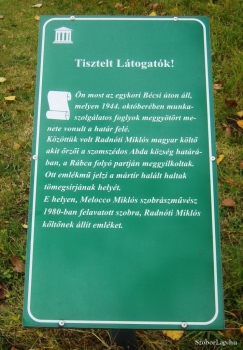 Tisztelt Látogatók!
Ön most az egykori Bécsi úton áll,
melyen 1944. októberében munka-
szolgálatos foglyok meggyötört me-
nete vonult a határ felé.
Közöttük volt Radnóti Miklós magyar költő
akit őrzői a szomszédos Abda község határá-
ban, a Rábca folyó partján meggyilkoltak.
Ott emlékmű jelzi a mártír halált haltak
tömegsírjának helyét.
E helyen, Melocco Miklós szobrászművész
1980-ban felavatott szobra, Radnóti Miklós
költőnek állít emléket.
SzoborLap.hu